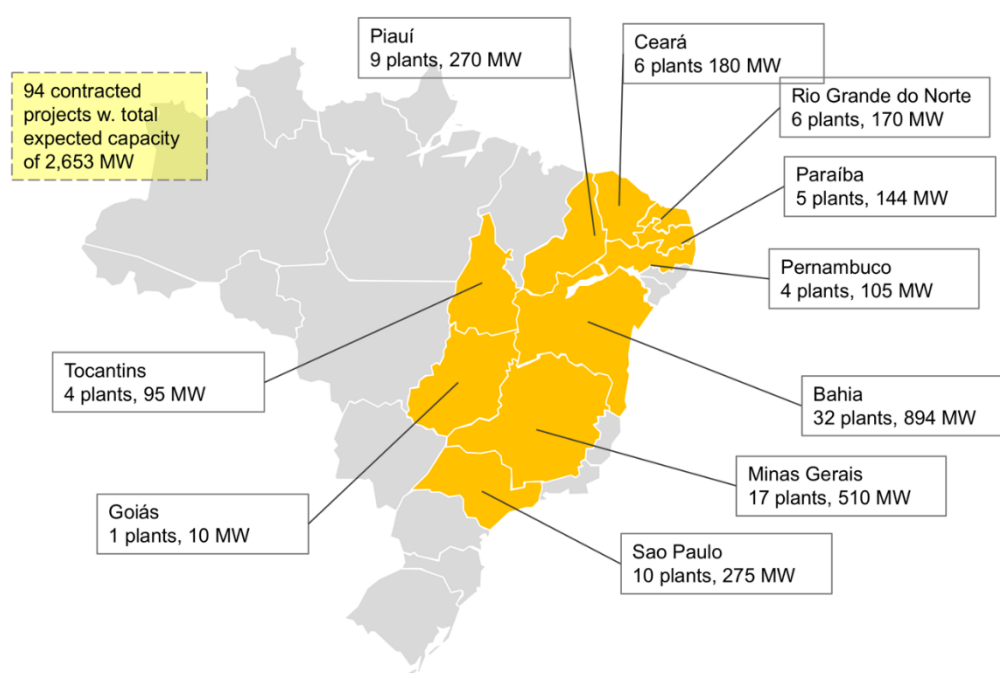 94 contracted
projects w. total
expected capacity
of 2,653 MW
Piauí
9 plants, 270 MW
Ceará
6 plants 180 MW
Rio Grande do Norte
6 plants, 170 MW
Paraíba
5 plants, 144 MW
Pernambuco
4 plants, 105 MW
Tocantins
4 plants, 95 MW
Bahia
32 plants, 894 MW
Minas Gerais
17 plants, 510 MW
Goiás
1 plants, 10 MW
Sao Paulo
10 plants, 275 MW